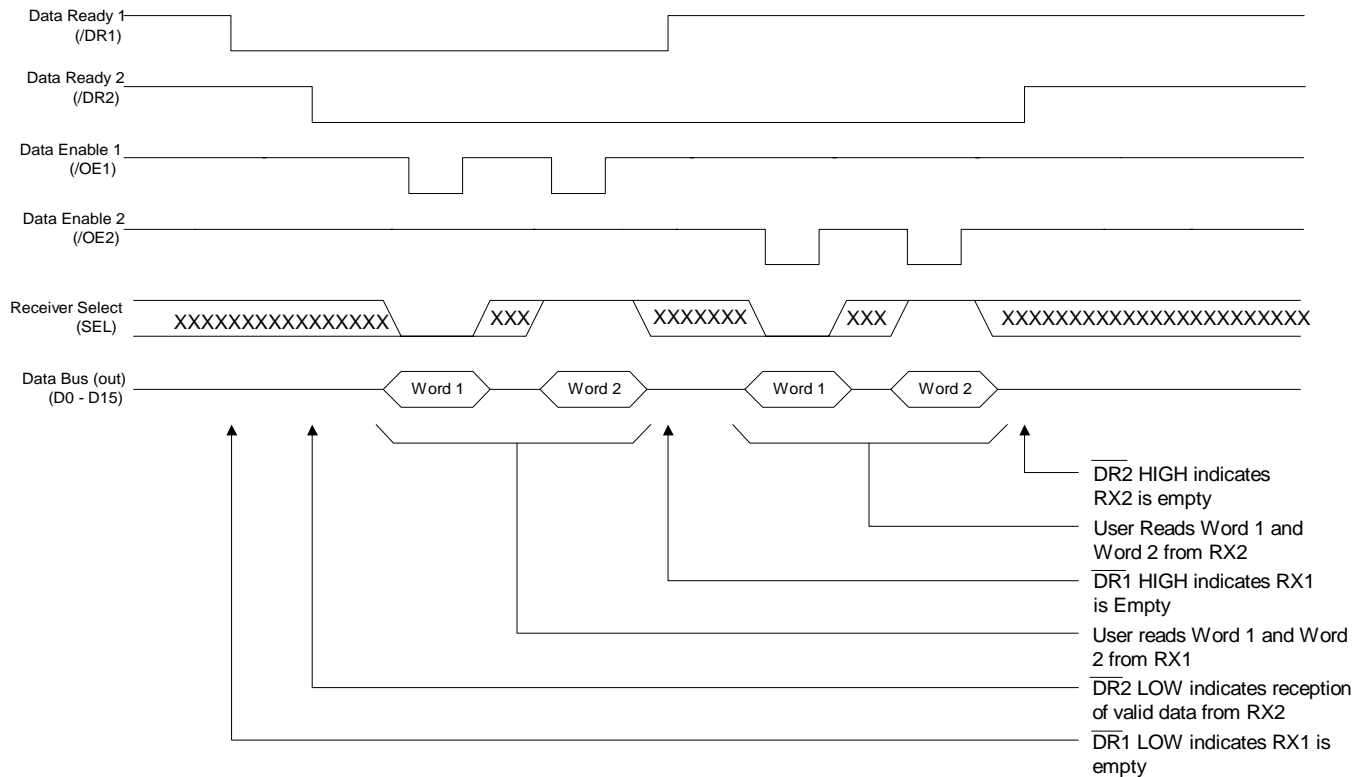 Data Ready 1
(/DR1)
Data Ready 2
(/DR2)
Data Enable 1
(/OE1)
Data Enable 2
(/OE2)
Receiver Select
(SEL)
XXXXXXXXXXXXXXXX
XXX
XXXXXXX
XXX
XXXXXXXXXXXXXXXXXXXXXXX
Data Bus (out)
(D0 - D15)
Word 1
Word 2
Word 1
Word 2
DR2 HIGH indicates
RX2 is empty
User Reads Word 1 and
Word 2 from RX2
DR1 HIGH indicates RX1
is Empty
User reads Word 1 and Word
2 from RX1
DR2 LOW indicates reception
of valid data from RX2
DR1 LOW indicates RX1 is
empty